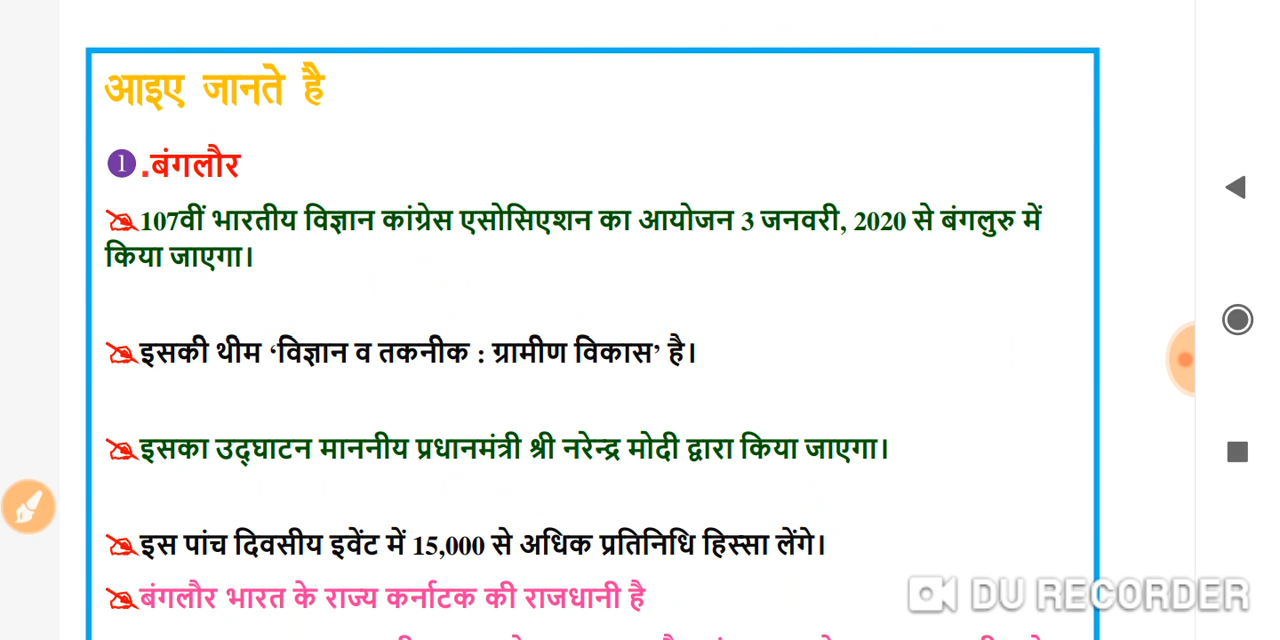 आइए जानते है
1.बंगलौर
107वीं भारतीय विज्ञान कांग्रेस एसोसिएशन का आयोजन 3 जनवरी, 2020 से बंगलुरु में
किया जाएगा।
इसकी थीम ‘विज्ञान व तकनीक : ग्रामीण विकास’ है।
इसका उद्घाटन माननीय प्रधानमंत्री श्री नरेन्द्र मोदी द्वारा किया जाएगा।
इस पांच दिवसीय इवेंट में 15,000 से अधिक प्रतिनिधि हिस्सा लेंगे।
बंगलौर भारत के राज्य कर्नाटक की राजधानी है
DU RECORDER